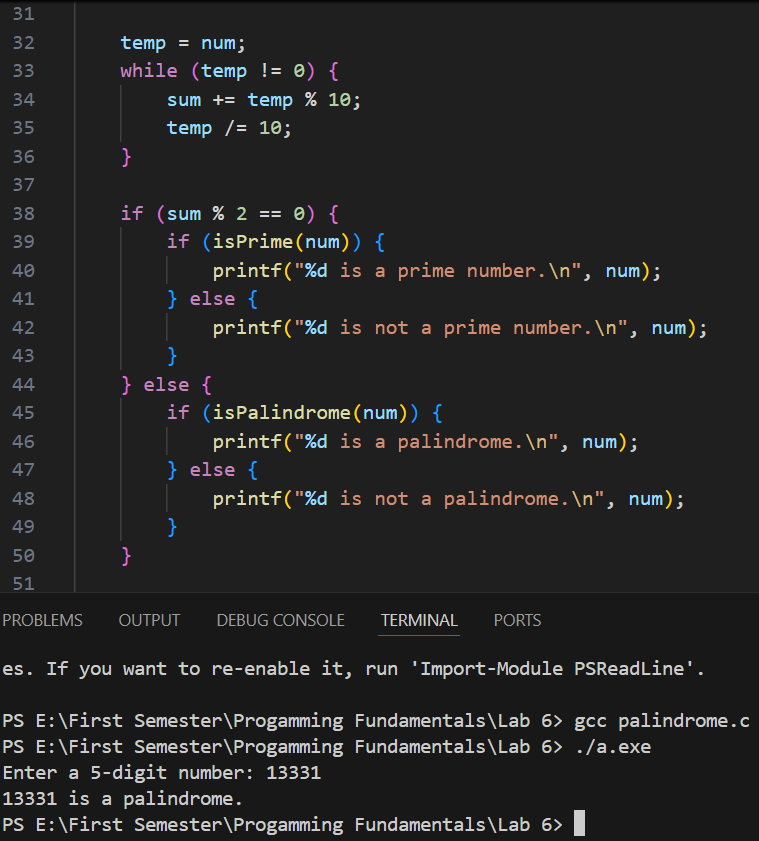 31
32 temp = num;
33 while (temp != 0) {
34 sum += temp % 10;
35 temp /= 10;
36 }
37
38 if (sum % 2 == 0) {
39 if (isPrime(num)) {
40 printf("%d is a prime number.\n", num);
41 } else {
42 printf("%d is not a prime number.\n", num);
43 }
44 } else {
45 if (isPalindrome(num)) {
46 printf("%d is a palindrome.\n", num);
47 } else {
48 printf("%d is not a palindrome.\n", num);
49 }
50 }
51
PROBLEMS OUTPUT DEBUG CONSOLE TERMINAL PORTS
es. If you want to re-enable it, run 'Import-Module PSReadLine'.
PS E:\First Semester\Progamming Fundamentals\Lab 6> gcc palindrome.c
PS E:\First Semester\Progamming Fundamentals\Lab 6> ./a.exe
Enter a 5-digit number: 13331
13331 is a palindrome.
PS E:\First Semester\Progamming Fundamentals\Lab 6>